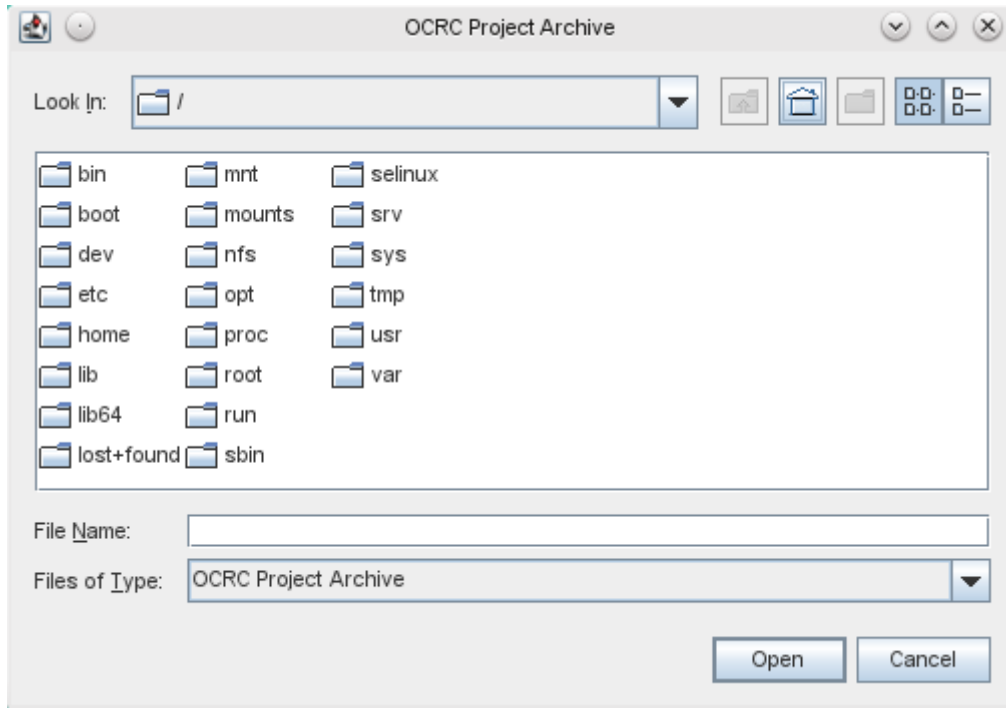 OCRC Project Archive
Look In: /
bin mnt selinux
boot mounts srv
dev nfs sys
etc opt tmp
home proc usr
lib root var
lib64 run
lost+found sbin
File Name:
Files of Type: OCRC Project Archive
Open Cancel